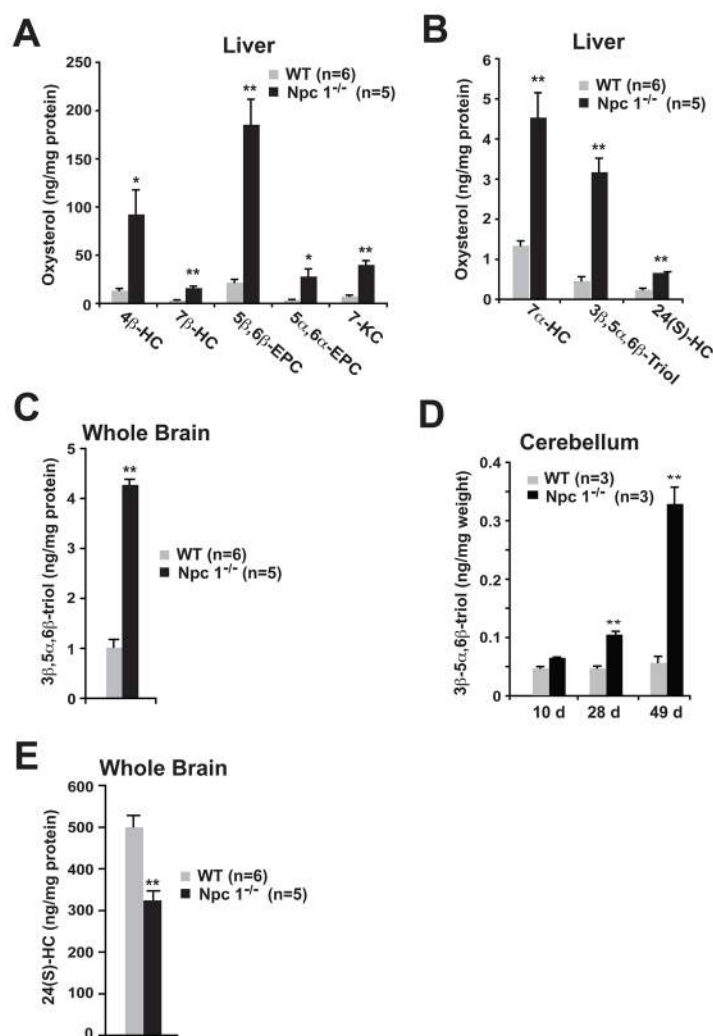 A
Liver
Oxysterol (ng/mg protein)
250
200
150
100
50
0
WT (n=6)
Npc 1-/- (n=5)
*
**
**
*
**
4β-HC
7β-HC
5β,6β-EPC
5α,6α-EPC
7-KC
B
Liver
Oxysterol (ng/mg protein)
6
5
4
3
2
1
0
WT (n=6)
Npc 1-/- (n=5)
**
**
**
7α-HC
3β,5α,6β-Triol
24(S)-HC
C
Whole Brain
3β,5α,6β-triol (ng/mg protein)
5
4
4
2
1
0
**
WT (n=6)
Npc 1-/- (n=5)
D
Cerebellum
3β-5α,6β-triol (ng/mg weight)
0.4
0.3
0.2
0.1
0.05
0
WT (n=3)
Npc 1-/- (n=3)
**
**
10 d
28 d
49 d
E
Whole Brain
24(S)-HC (ng/mg protein)
600
500
400
300
200
100
0
**
WT (n=6)
Npc 1-/- (n=5)